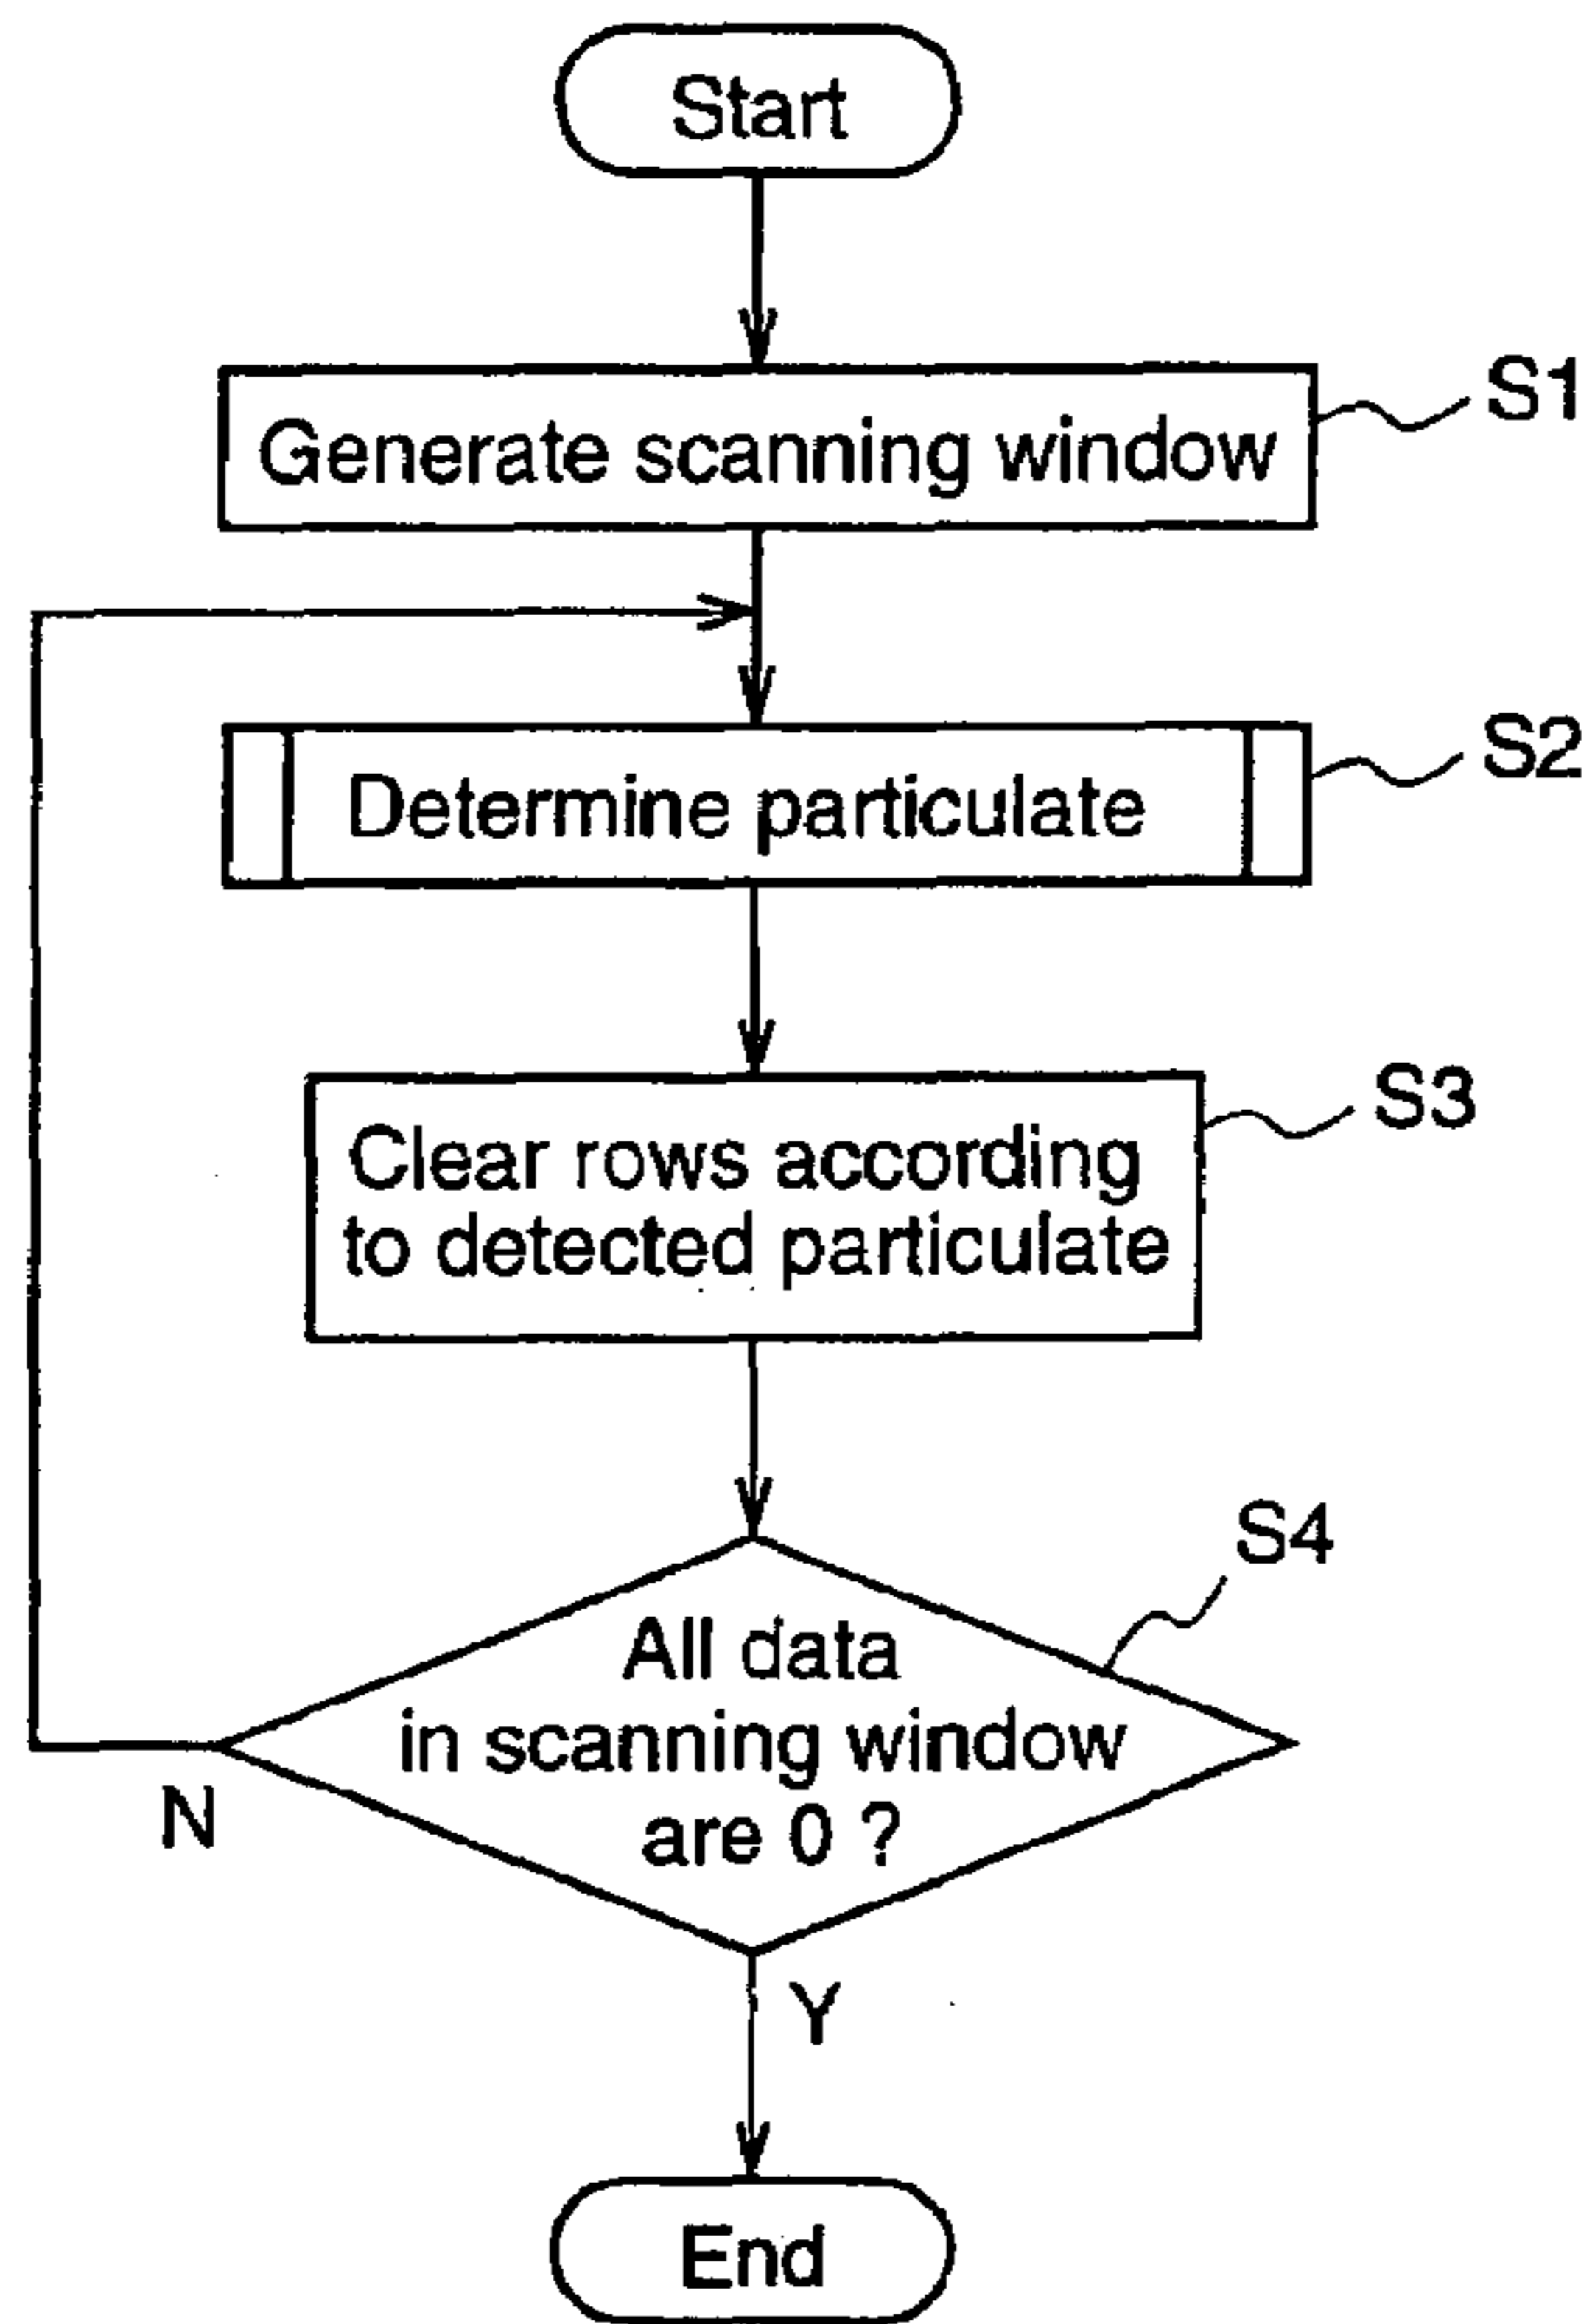 Start
Generate scanning window
S1
Determine particulate
S2
Clear rows according
to detected particulate
S3
S4
All data
in scanning window
are 0 ?
N
Y
End